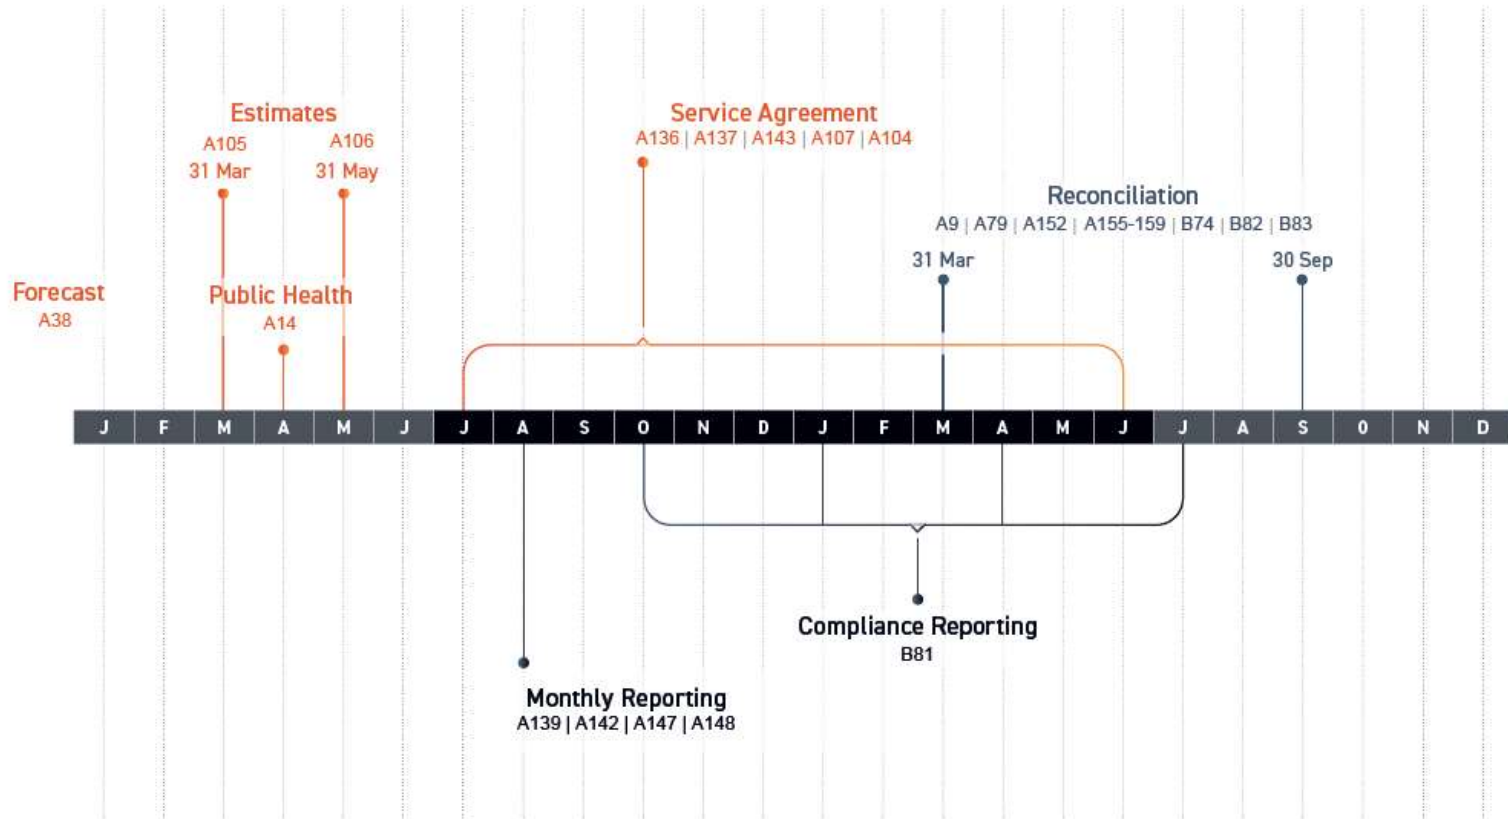 Estimates
A105
31 Mar
A106
31 May
Service Agreement
A136 | A137 | A143 | A107 | A104
Reconciliation
A9 | A79 | A152 | A155-159 | B74 | B82 | B83
31 Mar
30 Sep
Forecast
A38
Public Health
A14
J F M A M J J A S O N D J F M A M J J A S O N D
Compliance Reporting
B81
Monthly Reporting
A139 | A142 | A147 | A148